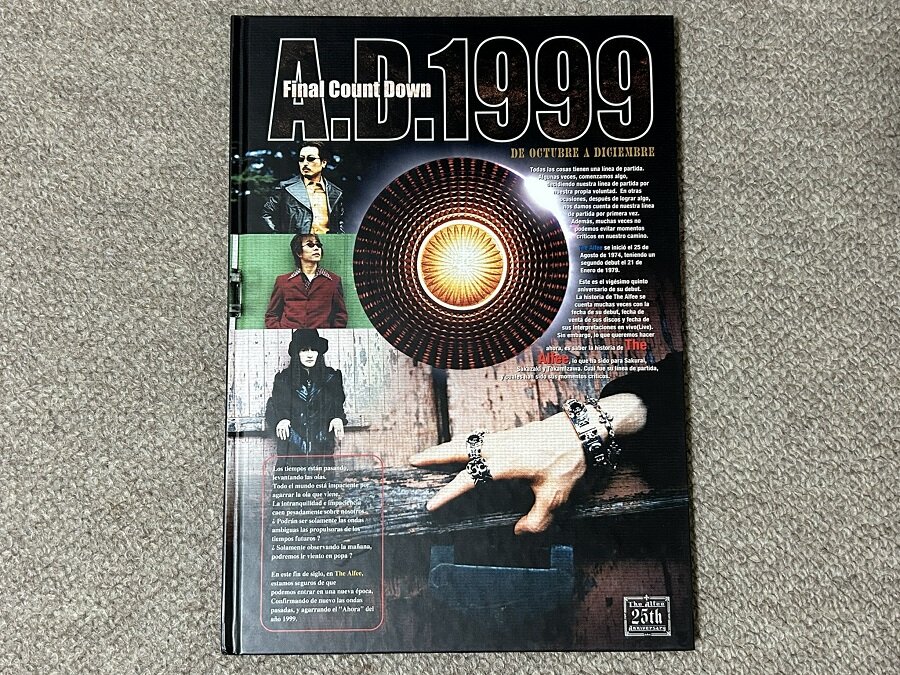 A.D.1999
Final Count Down
DE OCTUBRE A DICIEMBRE
Todas las cosas tienen una línea de partida.
Algunas veces, comenzamos algo,
decidiendo nuestra línea de partida por
nuestra propia voluntad. En otras
ocasiones, después de lograr algo,
nos damos cuenta de nuestra línea
de partida por primera vez.
Además, muchas veces no
podemos evitar momentos
críticos en nuestro camino.
The Alfee se inició el 25 de
Agosto de 1974, teniendo un
segundo debut el 21 de
Enero de 1979.
Este es el vigésimo quinto
aniversario de su debut.
La historia de The Alfee se
cuenta muchas veces con la
fecha de su debut, fecha de
venta de sus discos y fecha de
sus interpretaciones en vivo(Live).
Sin embargo, lo que queremos hacer
ahora, es saber la historia de The
Alfee, lo que ha sido para Sakurai,
Sakazaki y Takamizawa. Cual fue su línea de partida,
y cuales han sido sus momentos críticos.
Los tiempos están pasando,
levantando las olas.
Todo el mundo está impaciente por
agarrar la ola que viene.
La intranquilidad e impaciencia
caen pesadamente sobre nosotros.
¿ Podrán ser solamente las ondas
ambiguas las propulsoras de los
tiempos futuros ?
¿ Solamente observando la mañana,
podremos ir viento en popa ?
En este fin de siglo, en The Alfee,
estamos seguros de que
podemos entrar en una nueva época,
Confirmando de nuevo las ondas
pasadas, y agarrando el "Ahora" del
año 1999.
The Alfee
25th
Anniversary